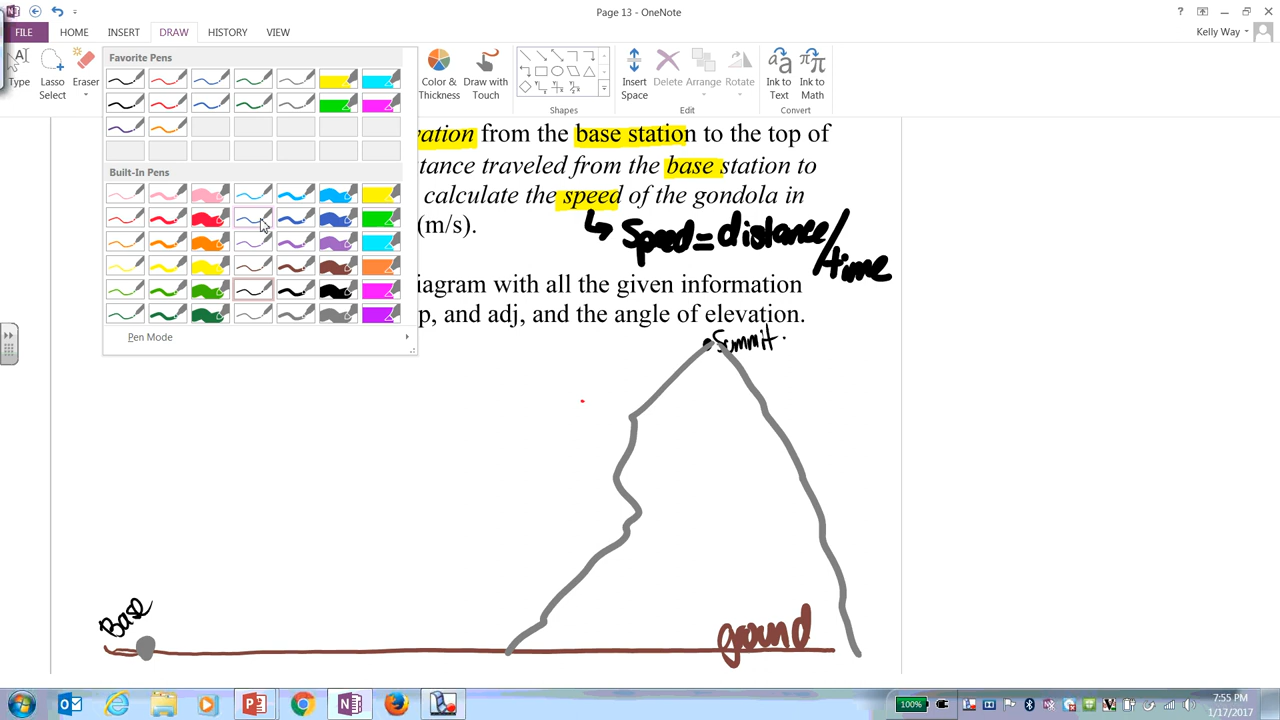 Page 13 - OneNote
?
FILE HOME INSERT DRAW HISTORY VIEW
Kelly Way
Type
Lasso Select
Eraser
Favorite Pens
Built-In Pens
Pen Mode
Color & Thickness
Draw with Touch
Shapes
Insert Space
Delete Arrange Rotate
Edit
Ink to Text
Ink to Math
Convert
vation from the base station to the top of
tance traveled from the base station to
calculate the speed of the gondola in
(m/s).
Speed = distance/
time
iagram with all the given information
p, and adj, and the angle of elevation.
Summit.
Base
ground
100%
7:55 PM
1/17/2017